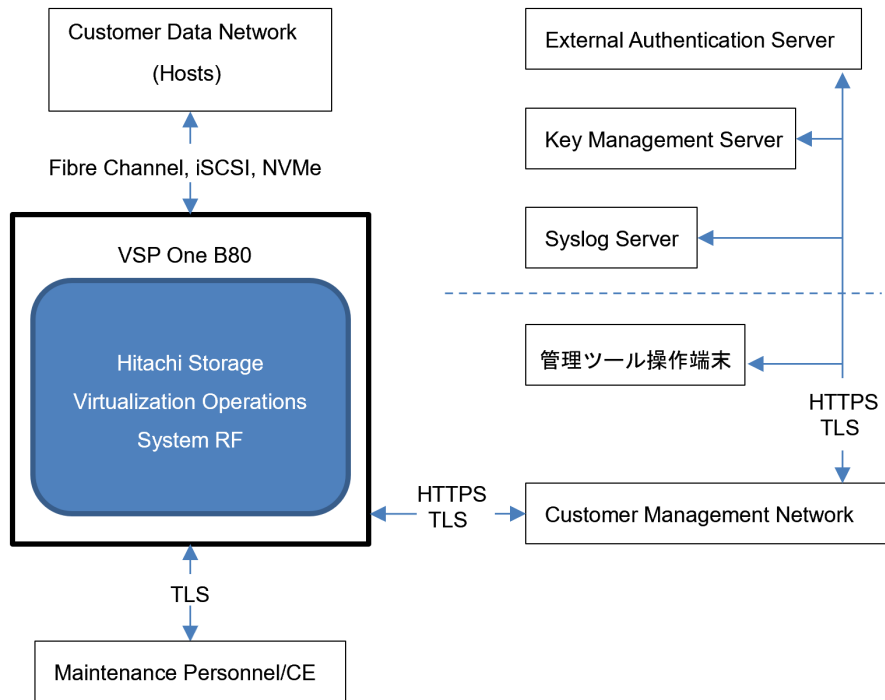 Customer Data Network
(Hosts)
Fibre Channel, iSCSI, NVMe
VSP One B80
Hitachi Storage
Virtualization Operations
System RF
TLS
Maintenance Personnel/CE
HTTPS
TLS
External Authentication Server
Key Management Server
Syslog Server
管理ツール操作端末
HTTPS
TLS
Customer Management Network